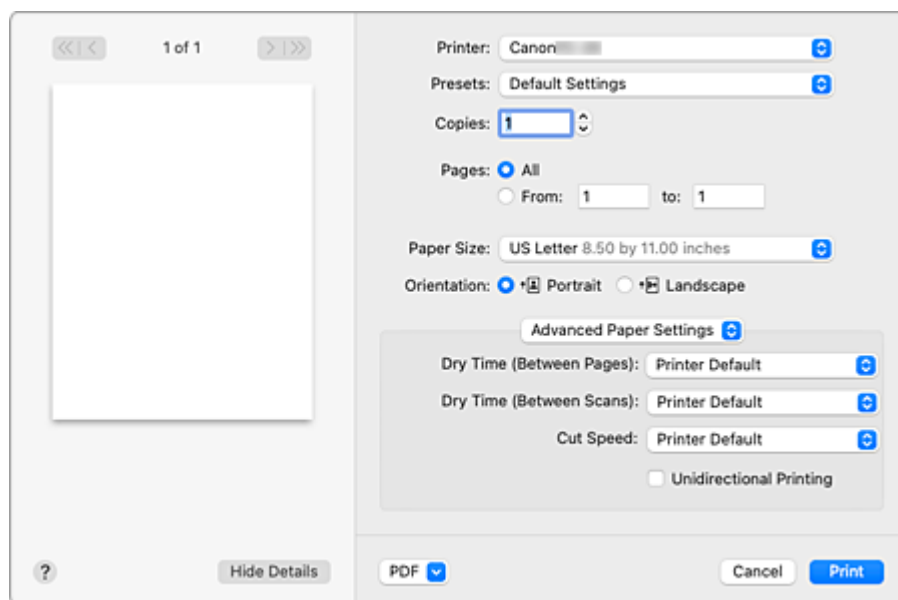 1 of 1
Printer: Canon
Presets: Default Settings
Copies: 1
Pages: All
From: 1 to: 1
Paper Size: US Letter 8.50 by 11.00 inches
Orientation: Portrait Landscape
Advanced Paper Settings
Dry Time (Between Pages): Printer Default
Dry Time (Between Scans): Printer Default
Cut Speed: Printer Default
Unidirectional Printing
? Hide Details PDF Cancel Print